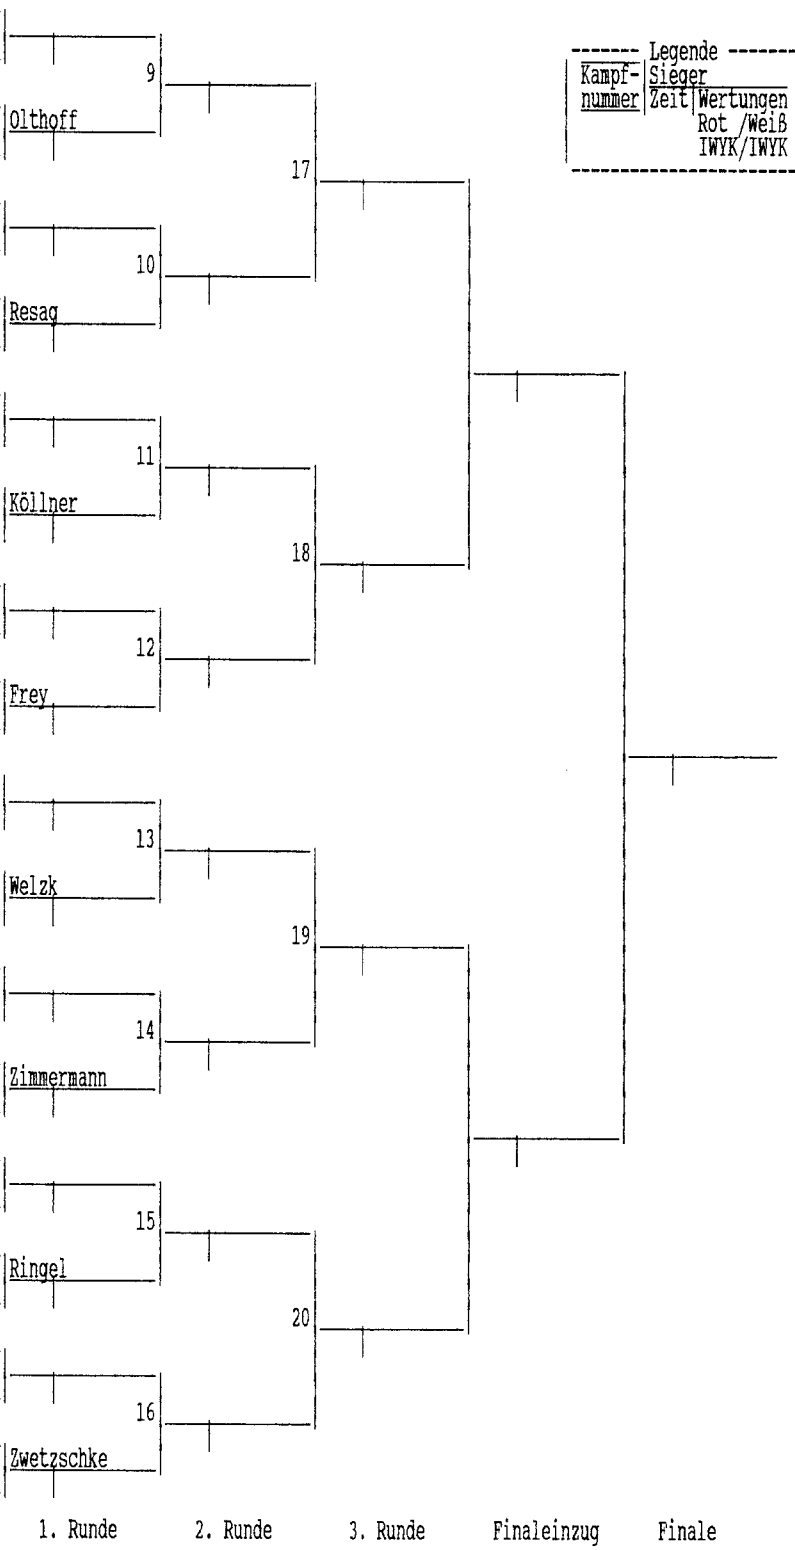 ------- Legende -------
Kampf- Sieger
nummer Zeit Wertungen
Rot /Weiß
IWYK/IWYK
9
Olthoff
17
10
Resag
11
Köllner
18
12
Frey
13
Welzk
19
14
Zimmermann
15
Ringel
20
16
Zwetzschke
1. Runde 2. Runde 3. Runde Finaleinzug Finale